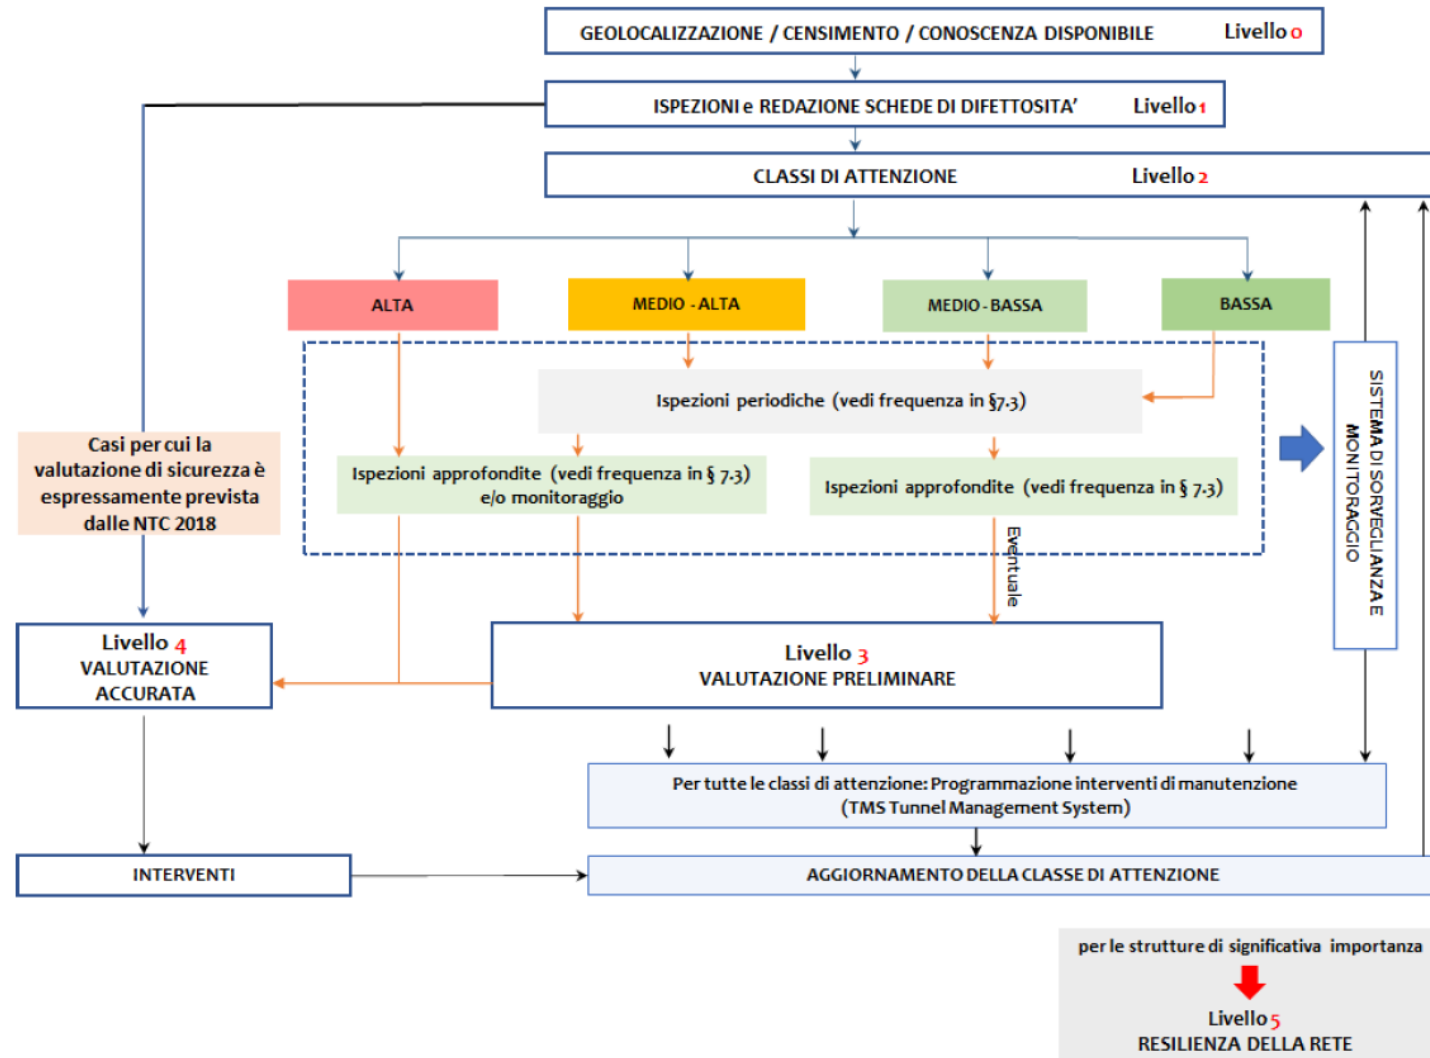 GEOLOCALIZZAZIONE / CENSIMENTO / CONOSCENZA DISPONIBILE Livello 0
ISPEZIONI e REDAZIONE SCHEDE DI DIFETTOSITA’ Livello 1
CLASSI DI ATTENZIONE Livello 2
ALTA
MEDIO - ALTA
MEDIO - BASSA
BASSA
Ispezioni periodiche (vedi frequenza in §7.3)
Casi per cui la
valutazione di sicurezza è
espressamente prevista
dalle NTC 2018
Ispezioni approfondite (vedi frequenza in § 7.3)
e/o monitoraggio
Ispezioni approfondite (vedi frequenza in § 7.3)
SISTEMA DI SORVEGLIANZA E
MONITORAGGIO
Eventuale
Livello 4
VALUTAZIONE
ACCURATA
Livello 3
VALUTAZIONE PRELIMINARE
Per tutte le classi di attenzione: Programmazione interventi di manutenzione
(TMS Tunnel Management System)
INTERVENTI
AGGIORNAMENTO DELLA CLASSE DI ATTENZIONE
per le strutture di significativa importanza
Livello 5
RESILIENZA DELLA RETE